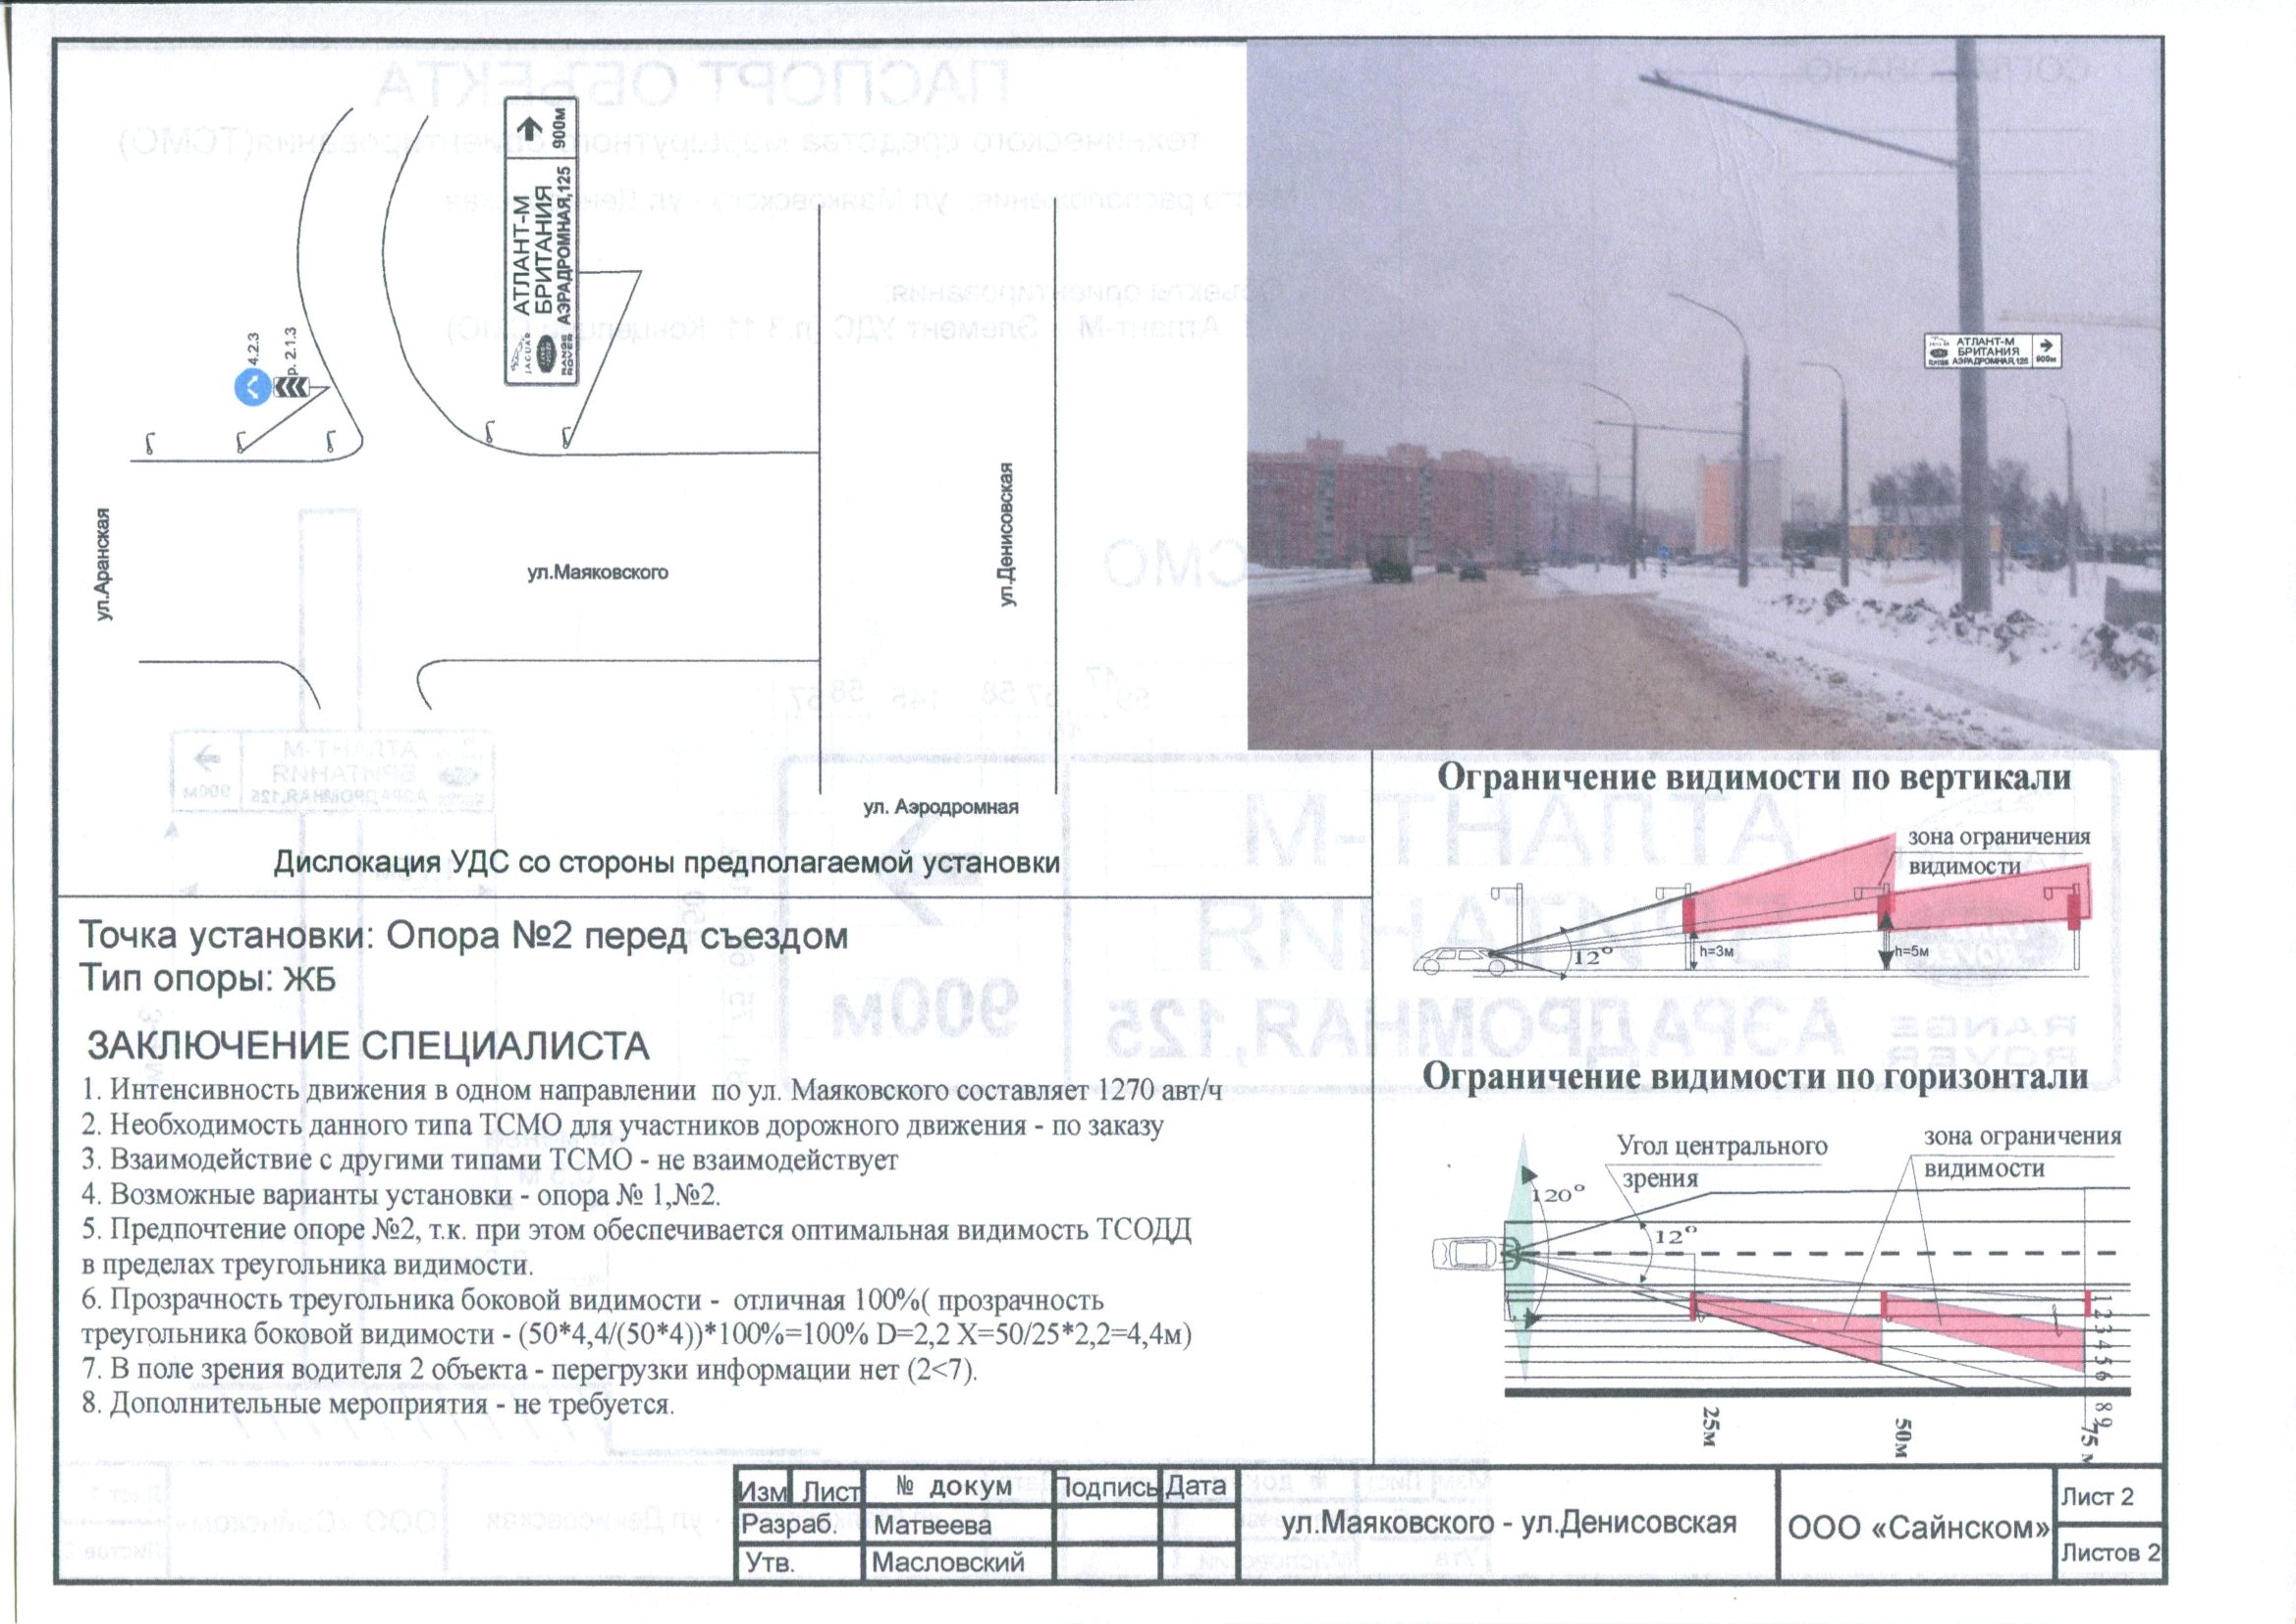 АТЛАНТ-М
БРИТАНИЯ
АЭРАДРОМНАЯ,125
900м
JAGUAR
RANGE
ROVER
4.2.3
р. 2.1.3
ул.Аранская
ул.Маяковского
ул.Денисовская
ул. Аэродромная
Дислокация УДС со стороны предполагаемой установки
АТЛАНТ-М
БРИТАНИЯ
АЭРАДРОМНАЯ,125
900м
Точка установки: Опора №2 перед съездом
Тип опоры: ЖБ
ЗАКЛЮЧЕНИЕ СПЕЦИАЛИСТА
1. Интенсивность движения в одном направлении по ул. Маяковского составляет 1270 авт/ч
2. Необходимость данного типа ТСМО для участников дорожного движения - по заказу
3. Взаимодействие с другими типами ТСМО - не взаимодействует
4. Возможные варианты установки - опора № 1,№2.
5. Предпочтение опоре №2, т.к. при этом обеспечивается оптимальная видимость ТСОДД
в пределах треугольника видимости.
6. Прозрачность треугольника боковой видимости - отличная 100%( прозрачность
треугольника боковой видимости - (50*4,4/(50*4))*100%=100% D=2,2 X=50/25*2,2=4,4м)
7. В поле зрения водителя 2 объекта - перегрузки информации нет (2<7).
8. Дополнительные мероприятия - не требуется.
Ограничение видимости по вертикали
зона ограничения
видимости
12°
h=3м
h=5м
Ограничение видимости по горизонтали
Угол центрального
зрения
зона ограничения
видимости
120°
12°
1 2 3 4 5 6
8 9
25м
50м
75 м
Изм Лист № докум Подпись Дата
Разраб. Матвеева
Утв. Масловский
ул.Маяковского - ул.Денисовская
ООО «Сайнском»
Лист 2
Листов 2